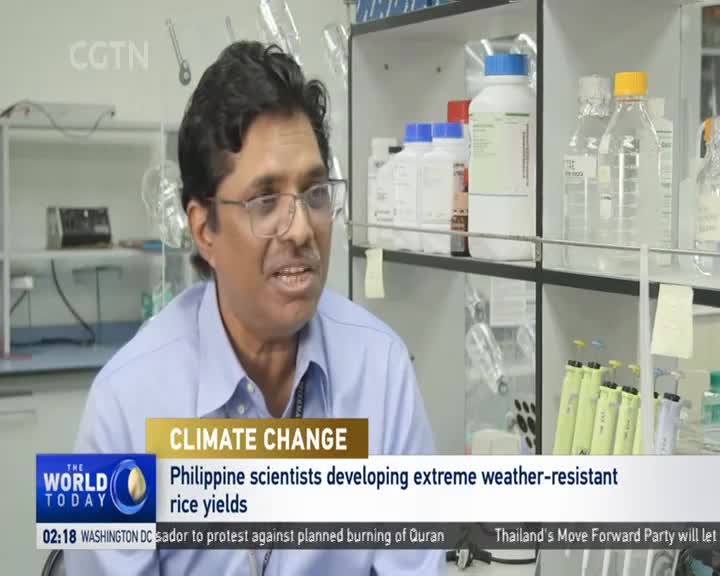 CGTN
CLIMATE CHANGE
Philippine scientists developing extreme weather-resistant
rice yields
THE
WORLD
TODAY
02:18 WASHINGTON DC
sador to protest against planned burning of Quran Thailand's Move Forward Party will let